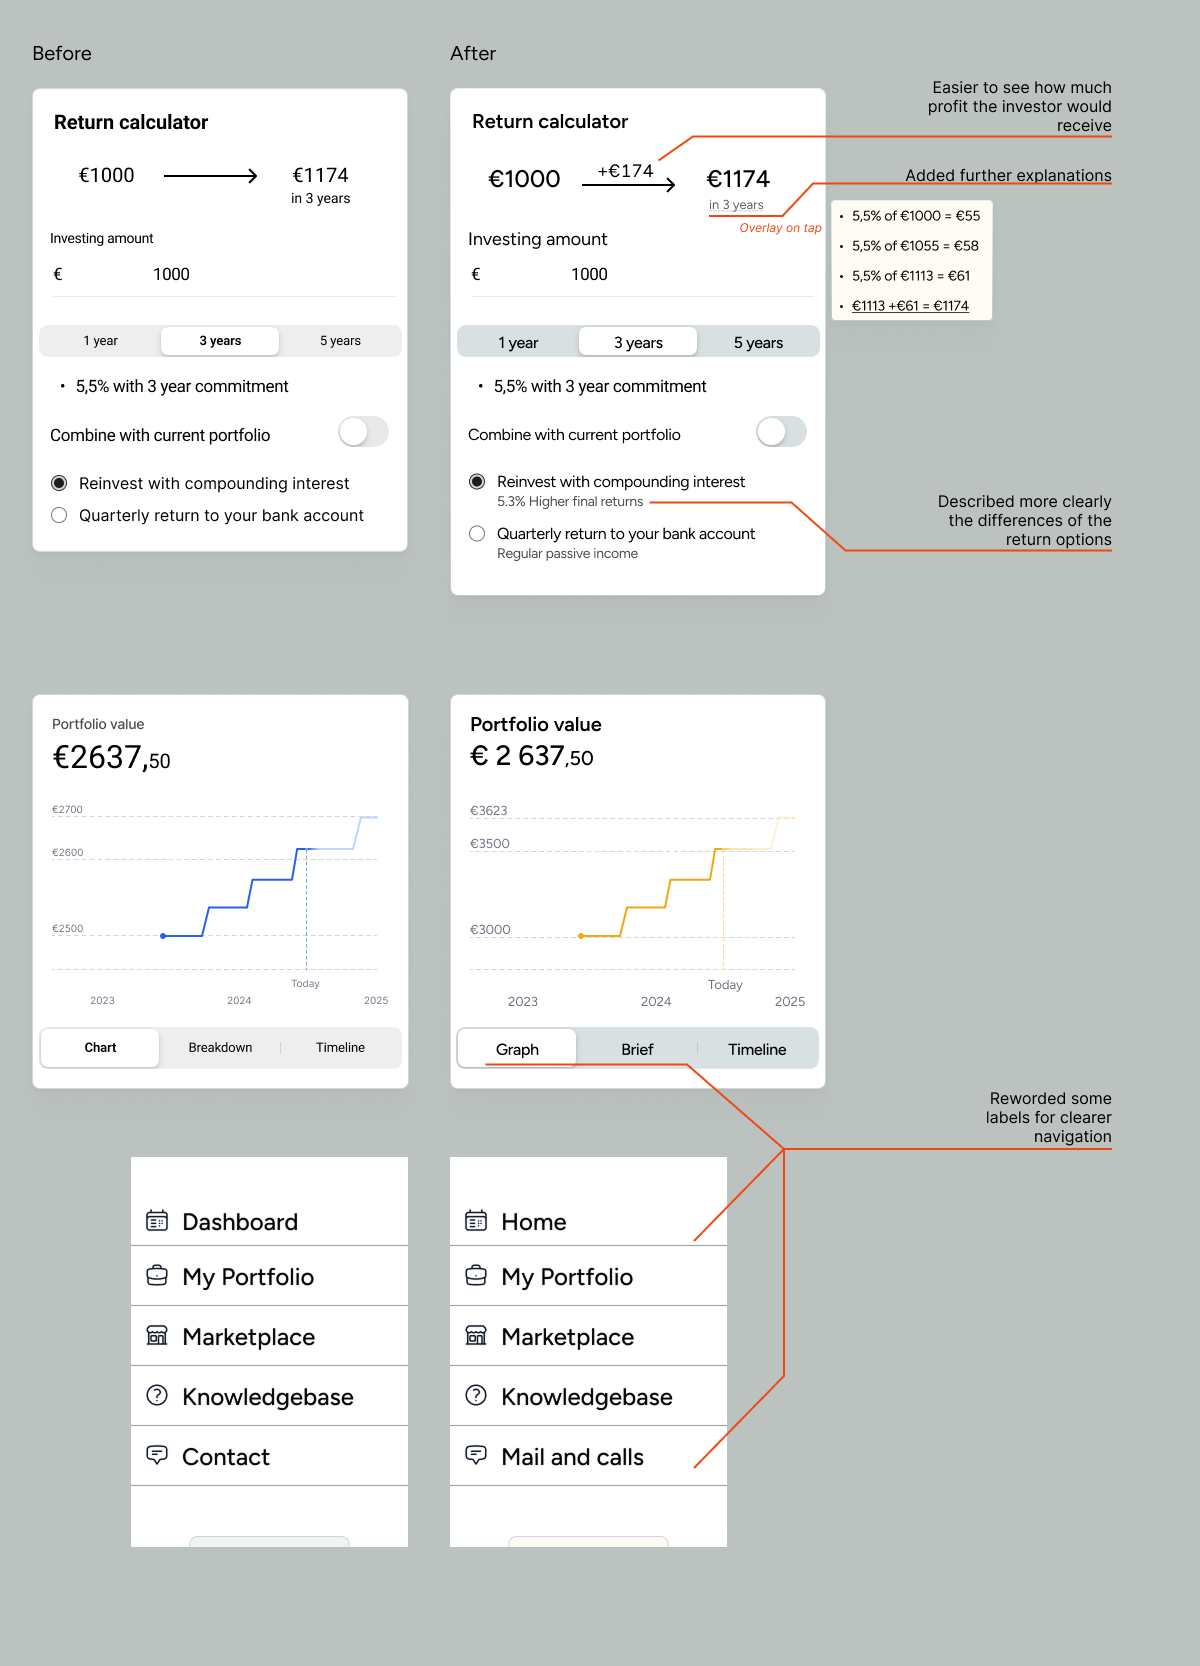 Before
After
Return calculator
€1000
€1174
in 3 years
Investing amount
€ 1000
1 year 3 years 5 years
• 5,5% with 3 year commitment
Combine with current portfolio
Reinvest with compounding interest
Quarterly return to your bank account
Return calculator
€1000
+€174
€1174
in 3 years
Overlay on tap
Investing amount
€ 1000
1 year 3 years 5 years
• 5,5% with 3 year commitment
Combine with current portfolio
Reinvest with compounding interest
5.3% Higher final returns
Quarterly return to your bank account
Regular passive income
Easier to see how much
profit the investor would
receive
Added further explanations
• 5,5% of €1000 = €55
• 5,5% of €1055 = €58
• 5,5% of €1113 = €61
• €1113 +€61 = €1174
Described more clearly
the differences of the
return options
Portfolio value
€2637,50
€2700
€2600
€2500
Today
2023 2024 2025
Chart Breakdown Timeline
Portfolio value
€ 2 637,50
€3623
€3500
€3000
Today
2023 2024 2025
Graph Brief Timeline
Reworded some
labels for clearer
navigation
Dashboard
My Portfolio
Marketplace
Knowledgebase
Contact
Home
My Portfolio
Marketplace
Knowledgebase
Mail and calls